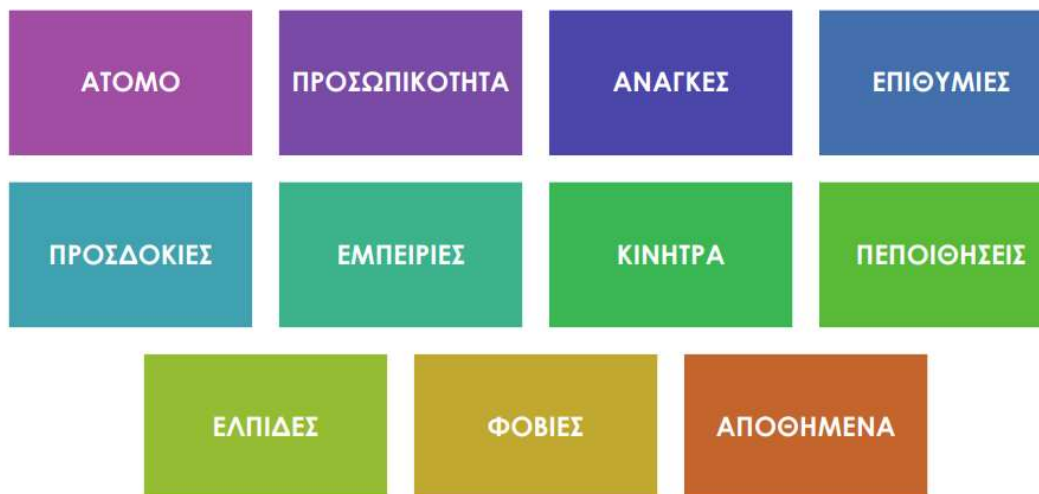 ΑΤΟΜΟ
ΠΡΟΣΩΠΙΚΟΤΗΤΑ
ΑΝΑΓΚΕΣ
ΕΠΙΘΥΜΙΕΣ
ΠΡΟΣΔΟΚΙΕΣ
ΕΜΠΕΙΡΙΕΣ
ΚΙΝΗΤΡΑ
ΠΕΠΟΙΘΗΣΕΙΣ
ΕΛΠΙΔΕΣ
ΦΟΒΙΕΣ
ΑΠΟΘΗΜΕΝΑ